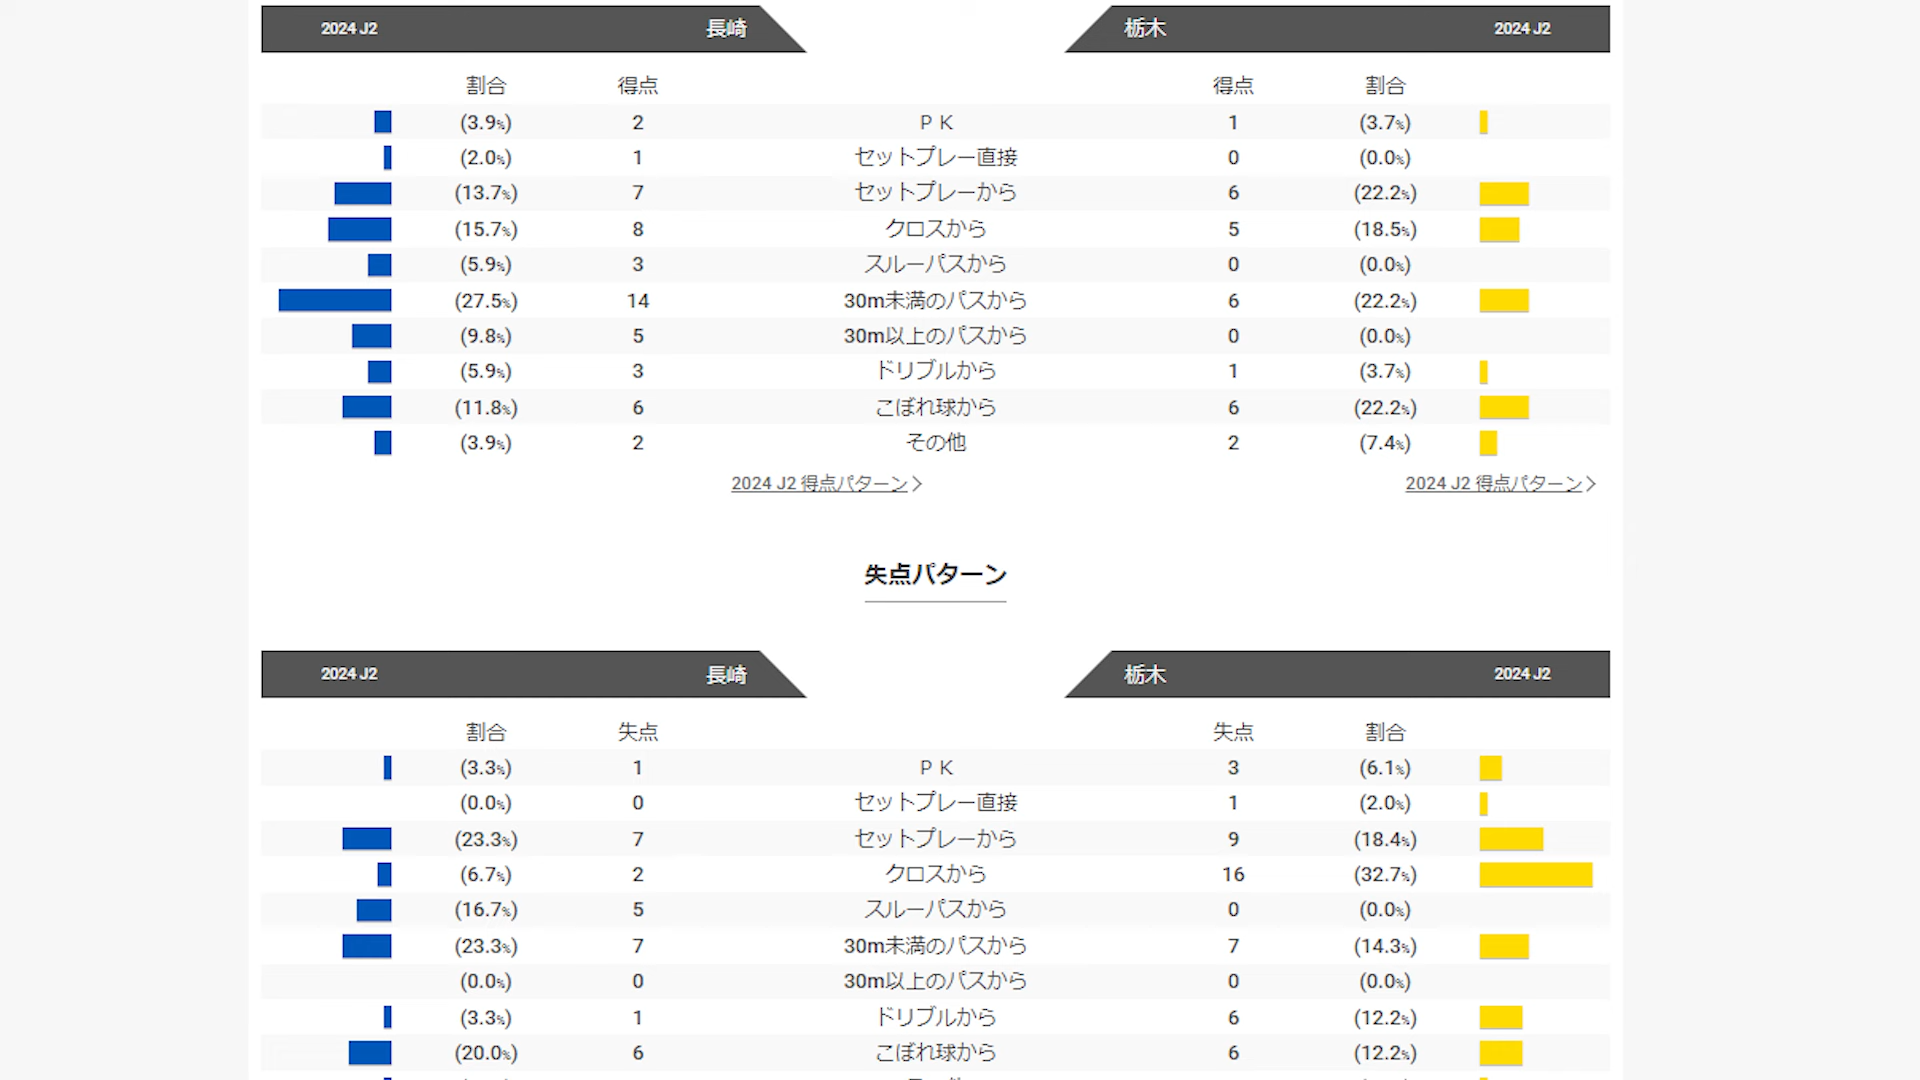 2024 J2 長崎 栃木 2024 J2
割合 得点 得点 割合
(3.9%) 2 ＰＫ 1 (3.7%)
(2.0%) 1 セットプレー直接 0 (0.0%)
(13.7%) 7 セットプレーから 6 (22.2%)
(15.7%) 8 クロスから 5 (18.5%)
(5.9%) 3 スルーパスから 0 (0.0%)
(27.5%) 14 30m未満のパスから 6 (22.2%)
(9.8%) 5 30m以上のパスから 0 (0.0%)
(5.9%) 3 ドリブルから 1 (3.7%)
(11.8%) 6 こぼれ球から 6 (22.2%)
(3.9%) 2 その他 2 (7.4%)
2024 J2 得点パターン 2024 J2 得点パターン
失点パターン
2024 J2 長崎 栃木 2024 J2
割合 失点 失点 割合
(3.3%) 1 ＰＫ 3 (6.1%)
(0.0%) 0 セットプレー直接 1 (2.0%)
(23.3%) 7 セットプレーから 9 (18.4%)
(6.7%) 2 クロスから 16 (32.7%)
(16.7%) 5 スルーパスから 0 (0.0%)
(23.3%) 7 30m未満のパスから 7 (14.3%)
(0.0%) 0 30m以上のパスから 0 (0.0%)
(3.3%) 1 ドリブルから 6 (12.2%)
(20.0%) 6 こぼれ球から 6 (12.2%)